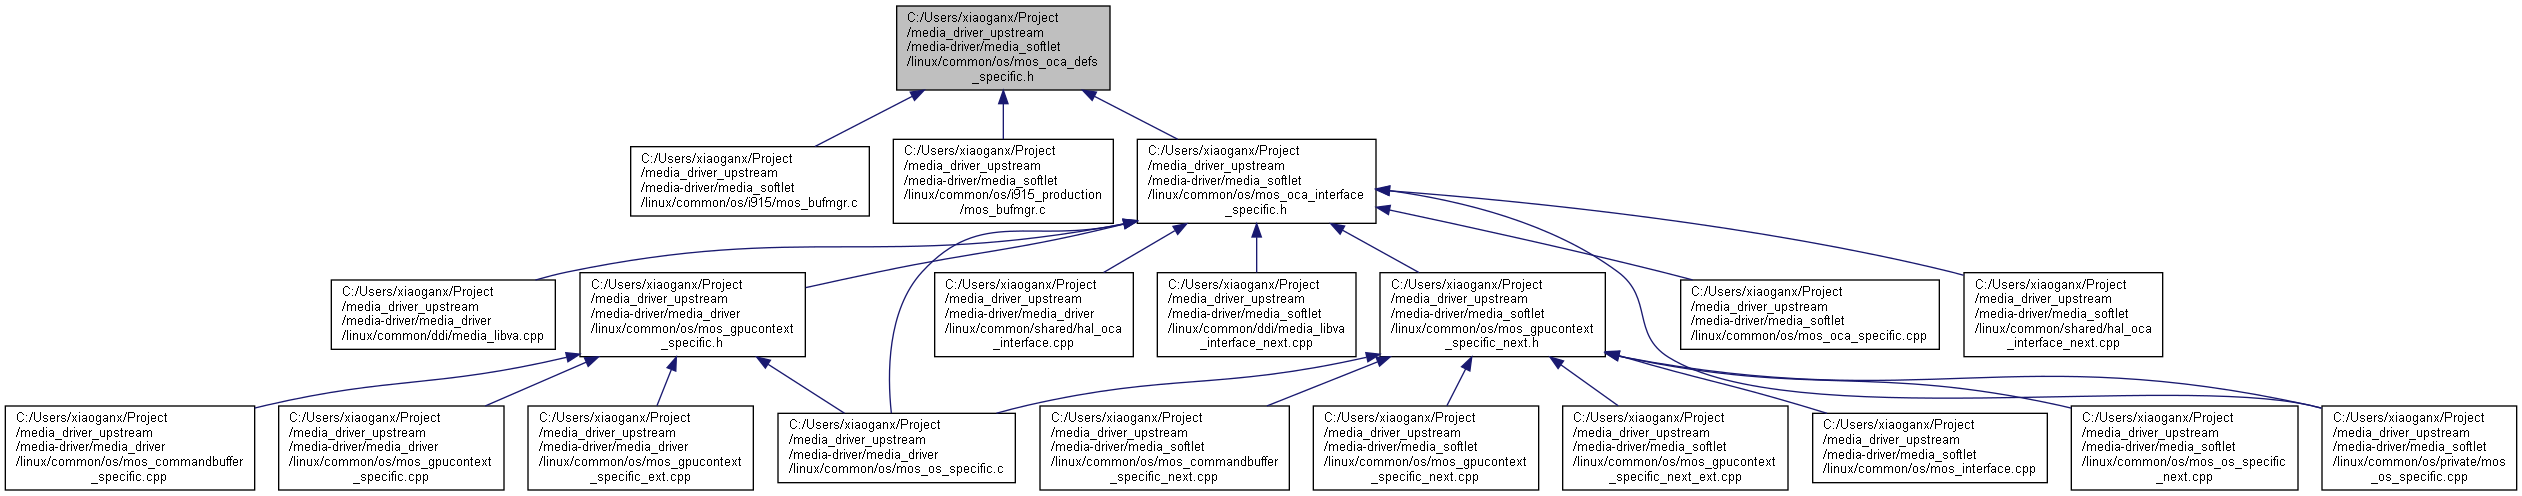 C:/Users/xiaoganx/Project
/media_driver_upstream
/media-driver/media_softlet
/linux/common/os/mos_oca_defs
_specific.h
C:/Users/xiaoganx/Project
/media_driver_upstream
/media-driver/media_softlet
/linux/common/os/i915/mos_bufmgr.c
C:/Users/xiaoganx/Project
/media_driver_upstream
/media-driver/media_softlet
/linux/common/os/i915_production
/mos_bufmgr.c
C:/Users/xiaoganx/Project
/media_driver_upstream
/media-driver/media_softlet
/linux/common/os/mos_oca_interface
_specific.h
C:/Users/xiaoganx/Project
/media_driver_upstream
/media-driver/media_driver
/linux/common/ddi/media_libva.cpp
C:/Users/xiaoganx/Project
/media_driver_upstream
/media-driver/media_driver
/linux/common/os/mos_gpucontext
_specific.h
C:/Users/xiaoganx/Project
/media_driver_upstream
/media-driver/media_driver
/linux/common/shared/hal_oca
_interface.cpp
C:/Users/xiaoganx/Project
/media_driver_upstream
/media-driver/media_softlet
/linux/common/ddi/media_libva
_interface_next.cpp
C:/Users/xiaoganx/Project
/media_driver_upstream
/media-driver/media_softlet
/linux/common/os/mos_gpucontext
_specific_next.h
C:/Users/xiaoganx/Project
/media_driver_upstream
/media-driver/media_softlet
/linux/common/os/mos_oca_specific.cpp
C:/Users/xiaoganx/Project
/media_driver_upstream
/media-driver/media_softlet
/linux/common/shared/hal_oca
_interface_next.cpp
C:/Users/xiaoganx/Project
/media_driver_upstream
/media-driver/media_driver
/linux/common/os/mos_commandbuffer
_specific.cpp
C:/Users/xiaoganx/Project
/media_driver_upstream
/media-driver/media_driver
/linux/common/os/mos_gpucontext
_specific.cpp
C:/Users/xiaoganx/Project
/media_driver_upstream
/media-driver/media_driver
/linux/common/os/mos_gpucontext
_specific_ext.cpp
C:/Users/xiaoganx/Project
/media_driver_upstream
/media-driver/media_driver
/linux/common/os/mos_os_specific.c
C:/Users/xiaoganx/Project
/media_driver_upstream
/media-driver/media_softlet
/linux/common/os/mos_commandbuffer
_specific_next.cpp
C:/Users/xiaoganx/Project
/media_driver_upstream
/media-driver/media_softlet
/linux/common/os/mos_gpucontext
_specific_next.cpp
C:/Users/xiaoganx/Project
/media_driver_upstream
/media-driver/media_softlet
/linux/common/os/mos_gpucontext
_specific_next_ext.cpp
C:/Users/xiaoganx/Project
/media_driver_upstream
/media-driver/media_softlet
/linux/common/os/mos_interface.cpp
C:/Users/xiaoganx/Project
/media_driver_upstream
/media-driver/media_softlet
/linux/common/os/mos_os_specific
_next.cpp
C:/Users/xiaoganx/Project
/media_driver_upstream
/media-driver/media_softlet
/linux/common/os/private/mos
_os_specific.cpp